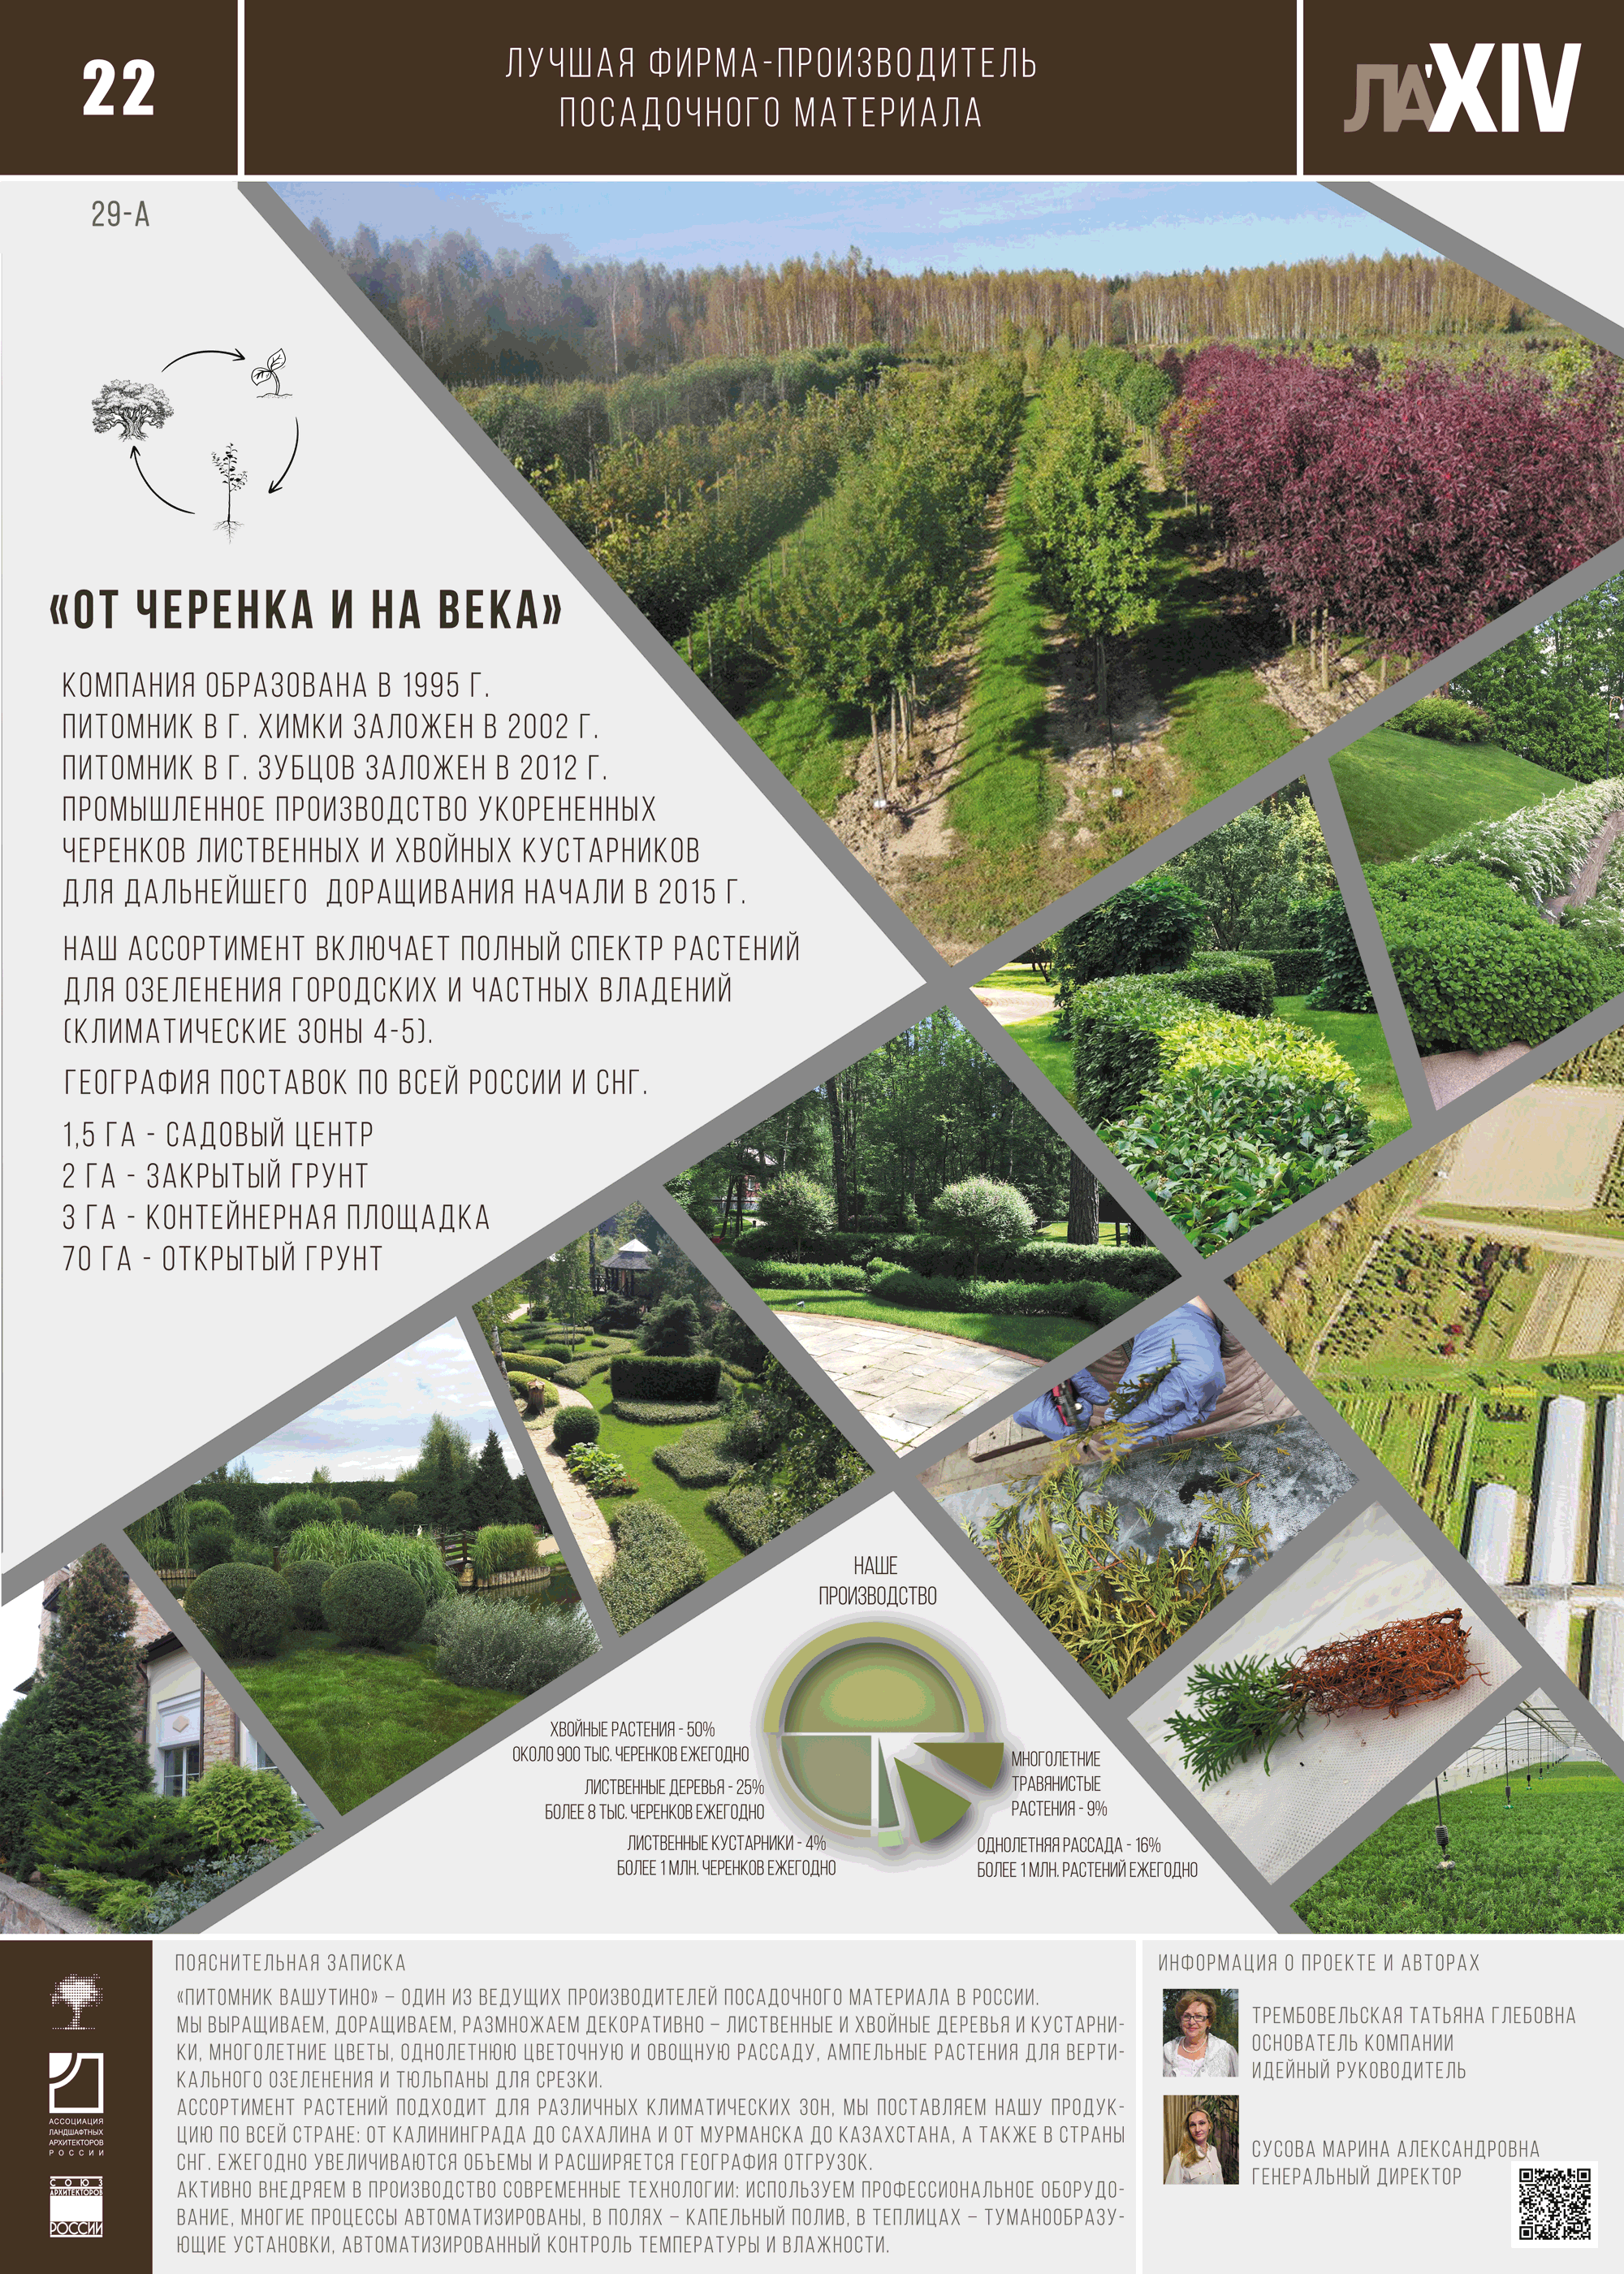 22
ЛУЧШАЯ ФИРМА-ПРОИЗВОДИТЕЛЬ
ПОСАДОЧНОГО МАТЕРИАЛА
ЛА'XIV
29-А
«ОТ ЧЕРЕНКА И НА ВЕКА»
КОМПАНИЯ ОБРАЗОВАНА В 1995 Г.
ПИТОМНИК В Г. ХИМКИ ЗАЛОЖЕН В 2002 Г.
ПИТОМНИК В Г. ЗУБЦОВ ЗАЛОЖЕН В 2012 Г.
ПРОМЫШЛЕННОЕ ПРОИЗВОДСТВО УКОРЕНЕННЫХ
ЧЕРЕНКОВ ЛИСТВЕННЫХ И ХВОЙНЫХ КУСТАРНИКОВ
ДЛЯ ДАЛЬНЕЙШЕГО ДОРАЩИВАНИЯ НАЧАЛИ В 2015 Г.
НАШ АССОРТИМЕНТ ВКЛЮЧАЕТ ПОЛНЫЙ СПЕКТР РАСТЕНИЙ
ДЛЯ ОЗЕЛЕНЕНИЯ ГОРОДСКИХ И ЧАСТНЫХ ВЛАДЕНИЙ
(КЛИМАТИЧЕСКИЕ ЗОНЫ 4-5).
ГЕОГРАФИЯ ПОСТАВОК ПО ВСЕЙ РОССИИ И СНГ.
1,5 ГА - САДОВЫЙ ЦЕНТР
2 ГА - ЗАКРЫТЫЙ ГРУНТ
3 ГА - КОНТЕЙНЕРНАЯ ПЛОЩАДКА
70 ГА - ОТКРЫТЫЙ ГРУНТ
НАШЕ
ПРОИЗВОДСТВО
ХВОЙНЫЕ РАСТЕНИЯ - 50%
ОКОЛО 900 ТЫС. ЧЕРЕНКОВ ЕЖЕГОДНО
ЛИСТВЕННЫЕ ДЕРЕВЬЯ - 25%
БОЛЕЕ 8 ТЫС. ЧЕРЕНКОВ ЕЖЕГОДНО
ЛИСТВЕННЫЕ КУСТАРНИКИ - 4%
БОЛЕЕ 1 МЛН. ЧЕРЕНКОВ ЕЖЕГОДНО
МНОГОЛЕТНИЕ
ТРАВЯНИСТЫЕ
РАСТЕНИЯ - 9%
ОДНОЛЕТНЯЯ РАССАДА - 16%
БОЛЕЕ 1 МЛН. РАСТЕНИЙ ЕЖЕГОДНО
АССОЦИАЦИЯ
ЛАНДШАФТНЫХ
АРХИТЕКТОРОВ
РОССИИ
СОЮЗ
АРХИТЕКТОРОВ
РОССИИ
ПОЯСНИТЕЛЬНАЯ ЗАПИСКА
«ПИТОМНИК ВАШУТИНО» – ОДИН ИЗ ВЕДУЩИХ ПРОИЗВОДИТЕЛЕЙ ПОСАДОЧНОГО МАТЕРИАЛА В РОССИИ.
МЫ ВЫРАЩИВАЕМ, ДОРАЩИВАЕМ, РАЗМНОЖАЕМ ДЕКОРАТИВНО – ЛИСТВЕННЫЕ И ХВОЙНЫЕ ДЕРЕВЬЯ И КУСТАРНИ-
КИ, МНОГОЛЕТНИЕ ЦВЕТЫ, ОДНОЛЕТНЮЮ ЦВЕТОЧНУЮ И ОВОЩНУЮ РАССАДУ, АМПЕЛЬНЫЕ РАСТЕНИЯ ДЛЯ ВЕРТИ-
КАЛЬНОГО ОЗЕЛЕНЕНИЯ И ТЮЛЬПАНЫ ДЛЯ СРЕЗКИ.
АССОРТИМЕНТ РАСТЕНИЙ ПОДХОДИТ ДЛЯ РАЗЛИЧНЫХ КЛИМАТИЧЕСКИХ ЗОН, МЫ ПОСТАВЛЯЕМ НАШУ ПРОДУК-
ЦИЮ ПО ВСЕЙ СТРАНЕ: ОТ КАЛИНИНГРАДА ДО САХАЛИНА И ОТ МУРМАНСКА ДО КАЗАХСТАНА, А ТАКЖЕ В СТРАНЫ
СНГ. ЕЖЕГОДНО УВЕЛИЧИВАЮТСЯ ОБЪЕМЫ И РАСШИРЯЕТСЯ ГЕОГРАФИЯ ОТГРУЗОК.
АКТИВНО ВНЕДРЯЕМ В ПРОИЗВОДСТВО СОВРЕМЕННЫЕ ТЕХНОЛОГИИ: ИСПОЛЬЗУЕМ ПРОФЕССИОНАЛЬНОЕ ОБОРУДО-
ВАНИЕ, МНОГИЕ ПРОЦЕССЫ АВТОМАТИЗИРОВАНЫ, В ПОЛЯХ – КАПЕЛЬНЫЙ ПОЛИВ, В ТЕПЛИЦАХ – ТУМАНООБРАЗУ-
ЮЩИЕ УСТАНОВКИ, АВТОМАТИЗИРОВАННЫЙ КОНТРОЛЬ ТЕМПЕРАТУРЫ И ВЛАЖНОСТИ.
ИНФОРМАЦИЯ О ПРОЕКТЕ И АВТОРАХ
ТРЕМБОВЕЛЬСКАЯ ТАТЬЯНА ГЛЕБОВНА
ОСНОВАТЕЛЬ КОМПАНИИ
ИДЕЙНЫЙ РУКОВОДИТЕЛЬ
СУСОВА МАРИНА АЛЕКСАНДРОВНА
ГЕНЕРАЛЬНЫЙ ДИРЕКТОР